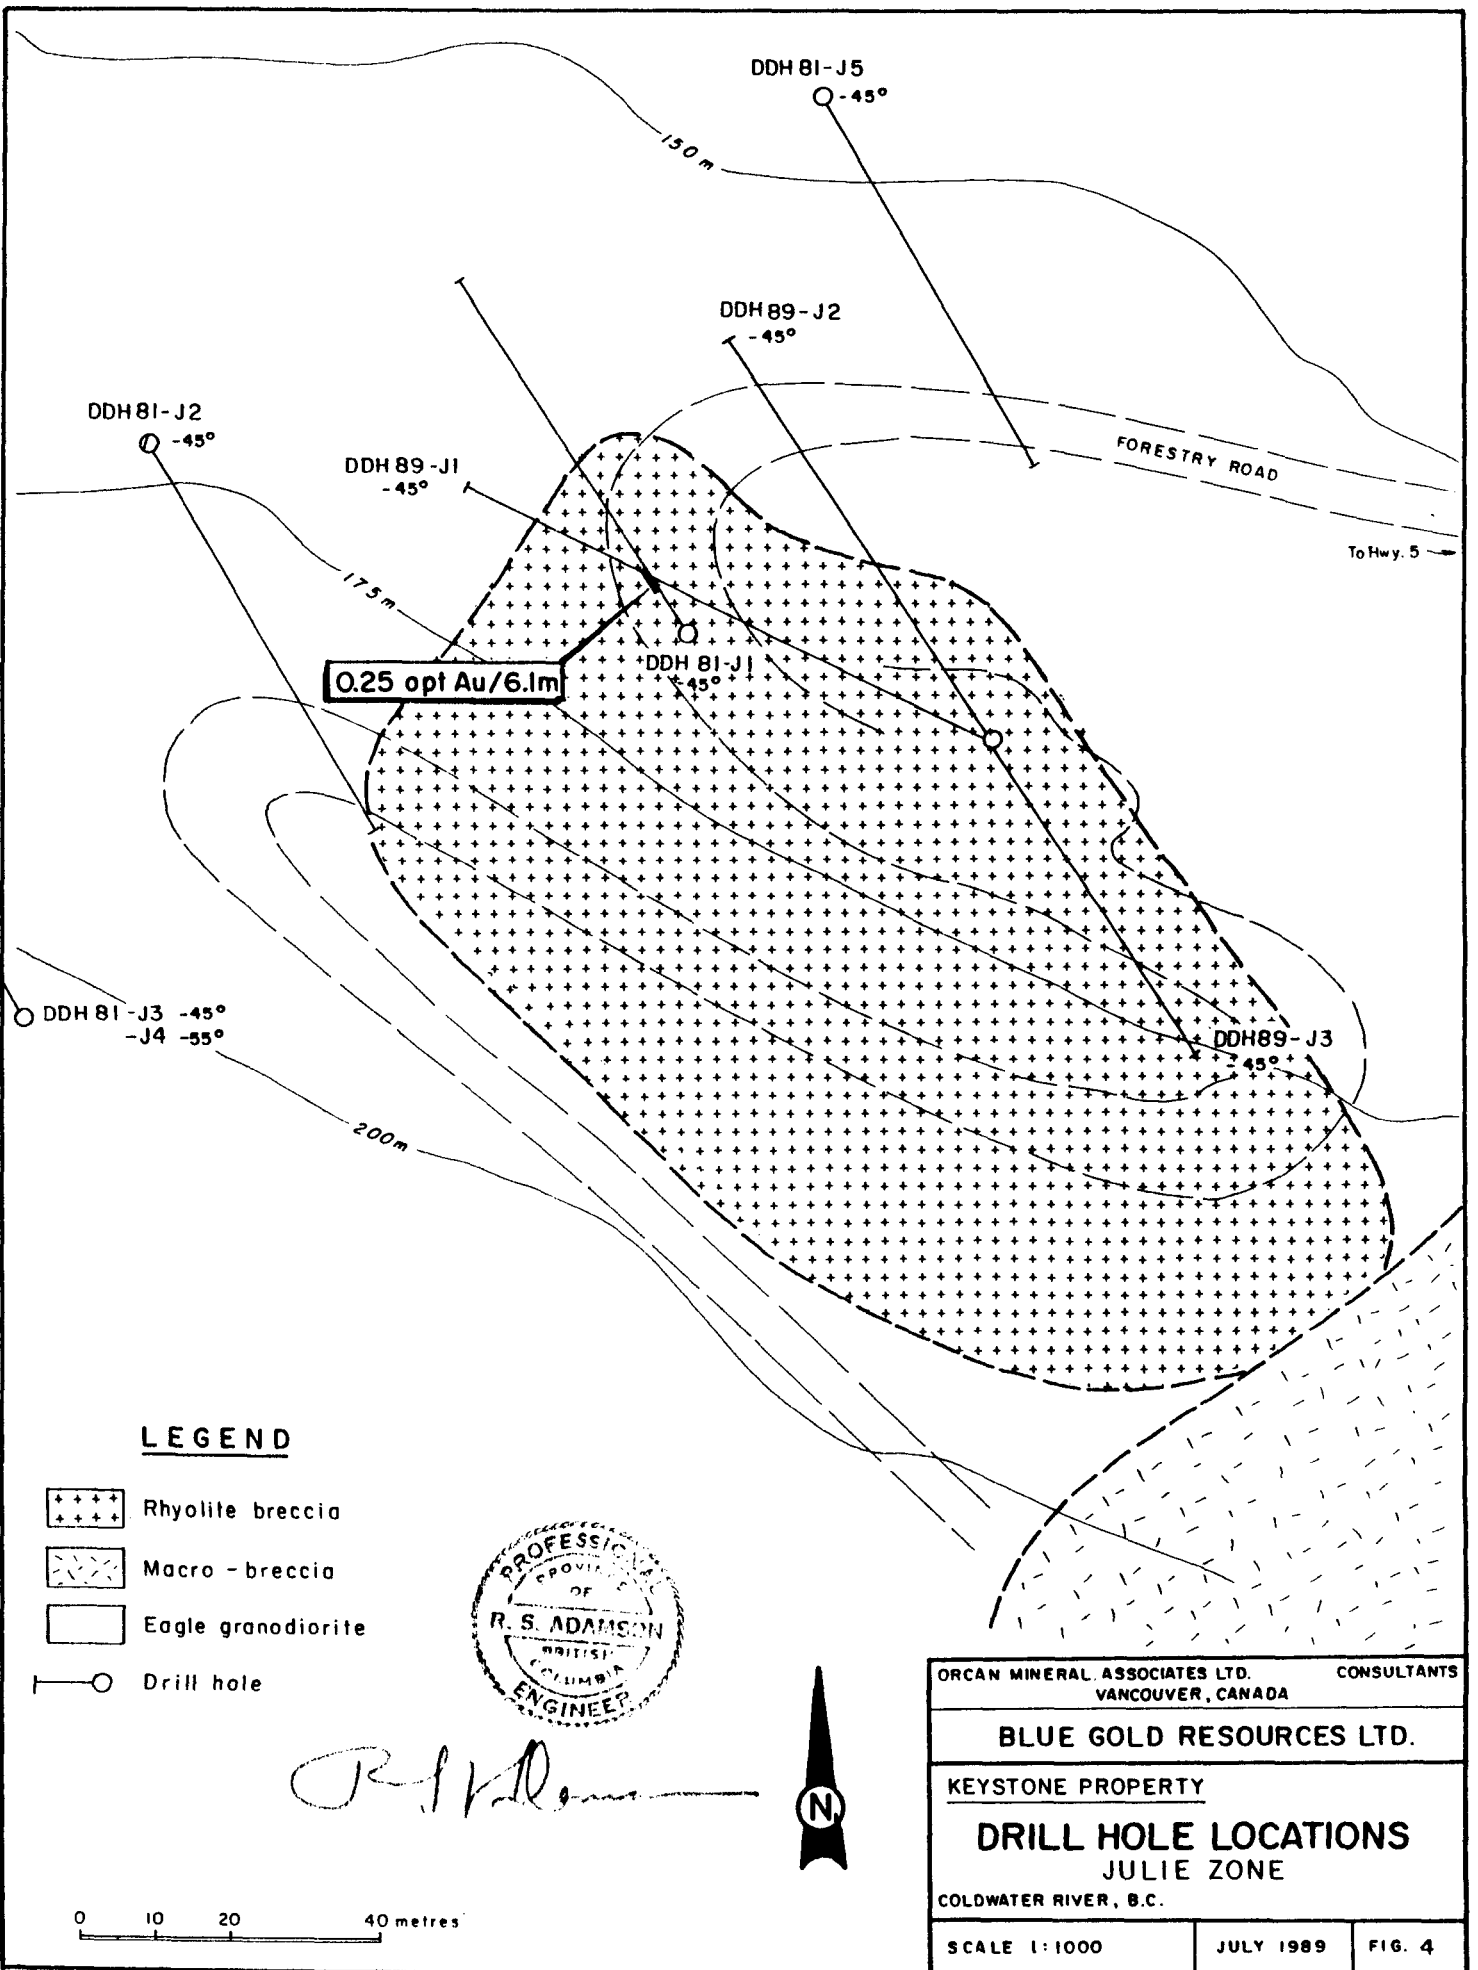 DDH 81-J5
-45°
150 m
DDH 89-J2
-45°
DDH 81-J2
-45°
DDH 89-J1
-45°
FORESTRY ROAD
To Hwy. 5
175 m
DDH 81-J1
-45°
0.25 opt Au/6.1m
DDH 81-J3 -45°
-J4 -55°
DDH89-J3
-45°
200m
LEGEND
Rhyolite breccia
Macro-breccia
Eagle granodiorite
Drill hole
PROFESSIONAL
PROVINCE
OF
R. S. ADAMSON
BRITISH
COLUMBIA
ENGINEER
N
0 10 20 40 metres
ORCAN MINERAL ASSOCIATES LTD. CONSULTANTS
VANCOUVER, CANADA
BLUE GOLD RESOURCES LTD.
KEYSTONE PROPERTY
DRILL HOLE LOCATIONS
JULIE ZONE
COLDWATER RIVER, B.C.
SCALE 1:1000 JULY 1989 FIG. 4